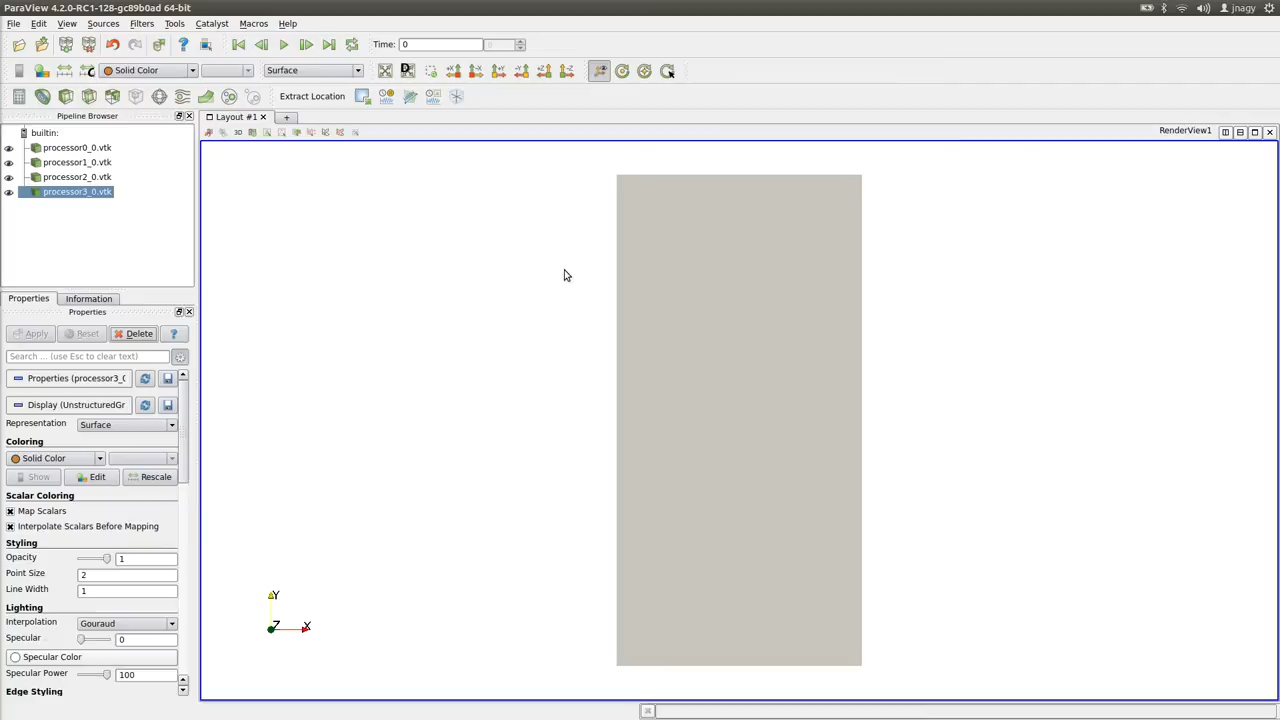 ParaView 4.2.0-RC1-128-gc89b0ad 64-bit
jnagy
File Edit View Sources Filters Tools Catalyst Macros Help
Time: 0
Solid Color
Surface
D
+X -X +Y -Y +Z -Z
C
Extract Location
Pipeline Browser
Layout #1
3D
RenderView1
builtin:
processor0_0.vtk
processor1_0.vtk
processor2_0.vtk
processor3_0.vtk
Properties Information
Properties
Apply Reset Delete ?
Search ... (use Esc to clear text)
Properties (processor3_0
Display (UnstructuredGr
Representation Surface
Coloring
Solid Color
Show Edit Rescale
Scalar Coloring
Map Scalars
Interpolate Scalars Before Mapping
Styling
Opacity 1
Point Size 2
Line Width 1
Lighting
Interpolation Gouraud
Specular 0
Specular Color
Specular Power 100
Edge Styling
Y
Z
X